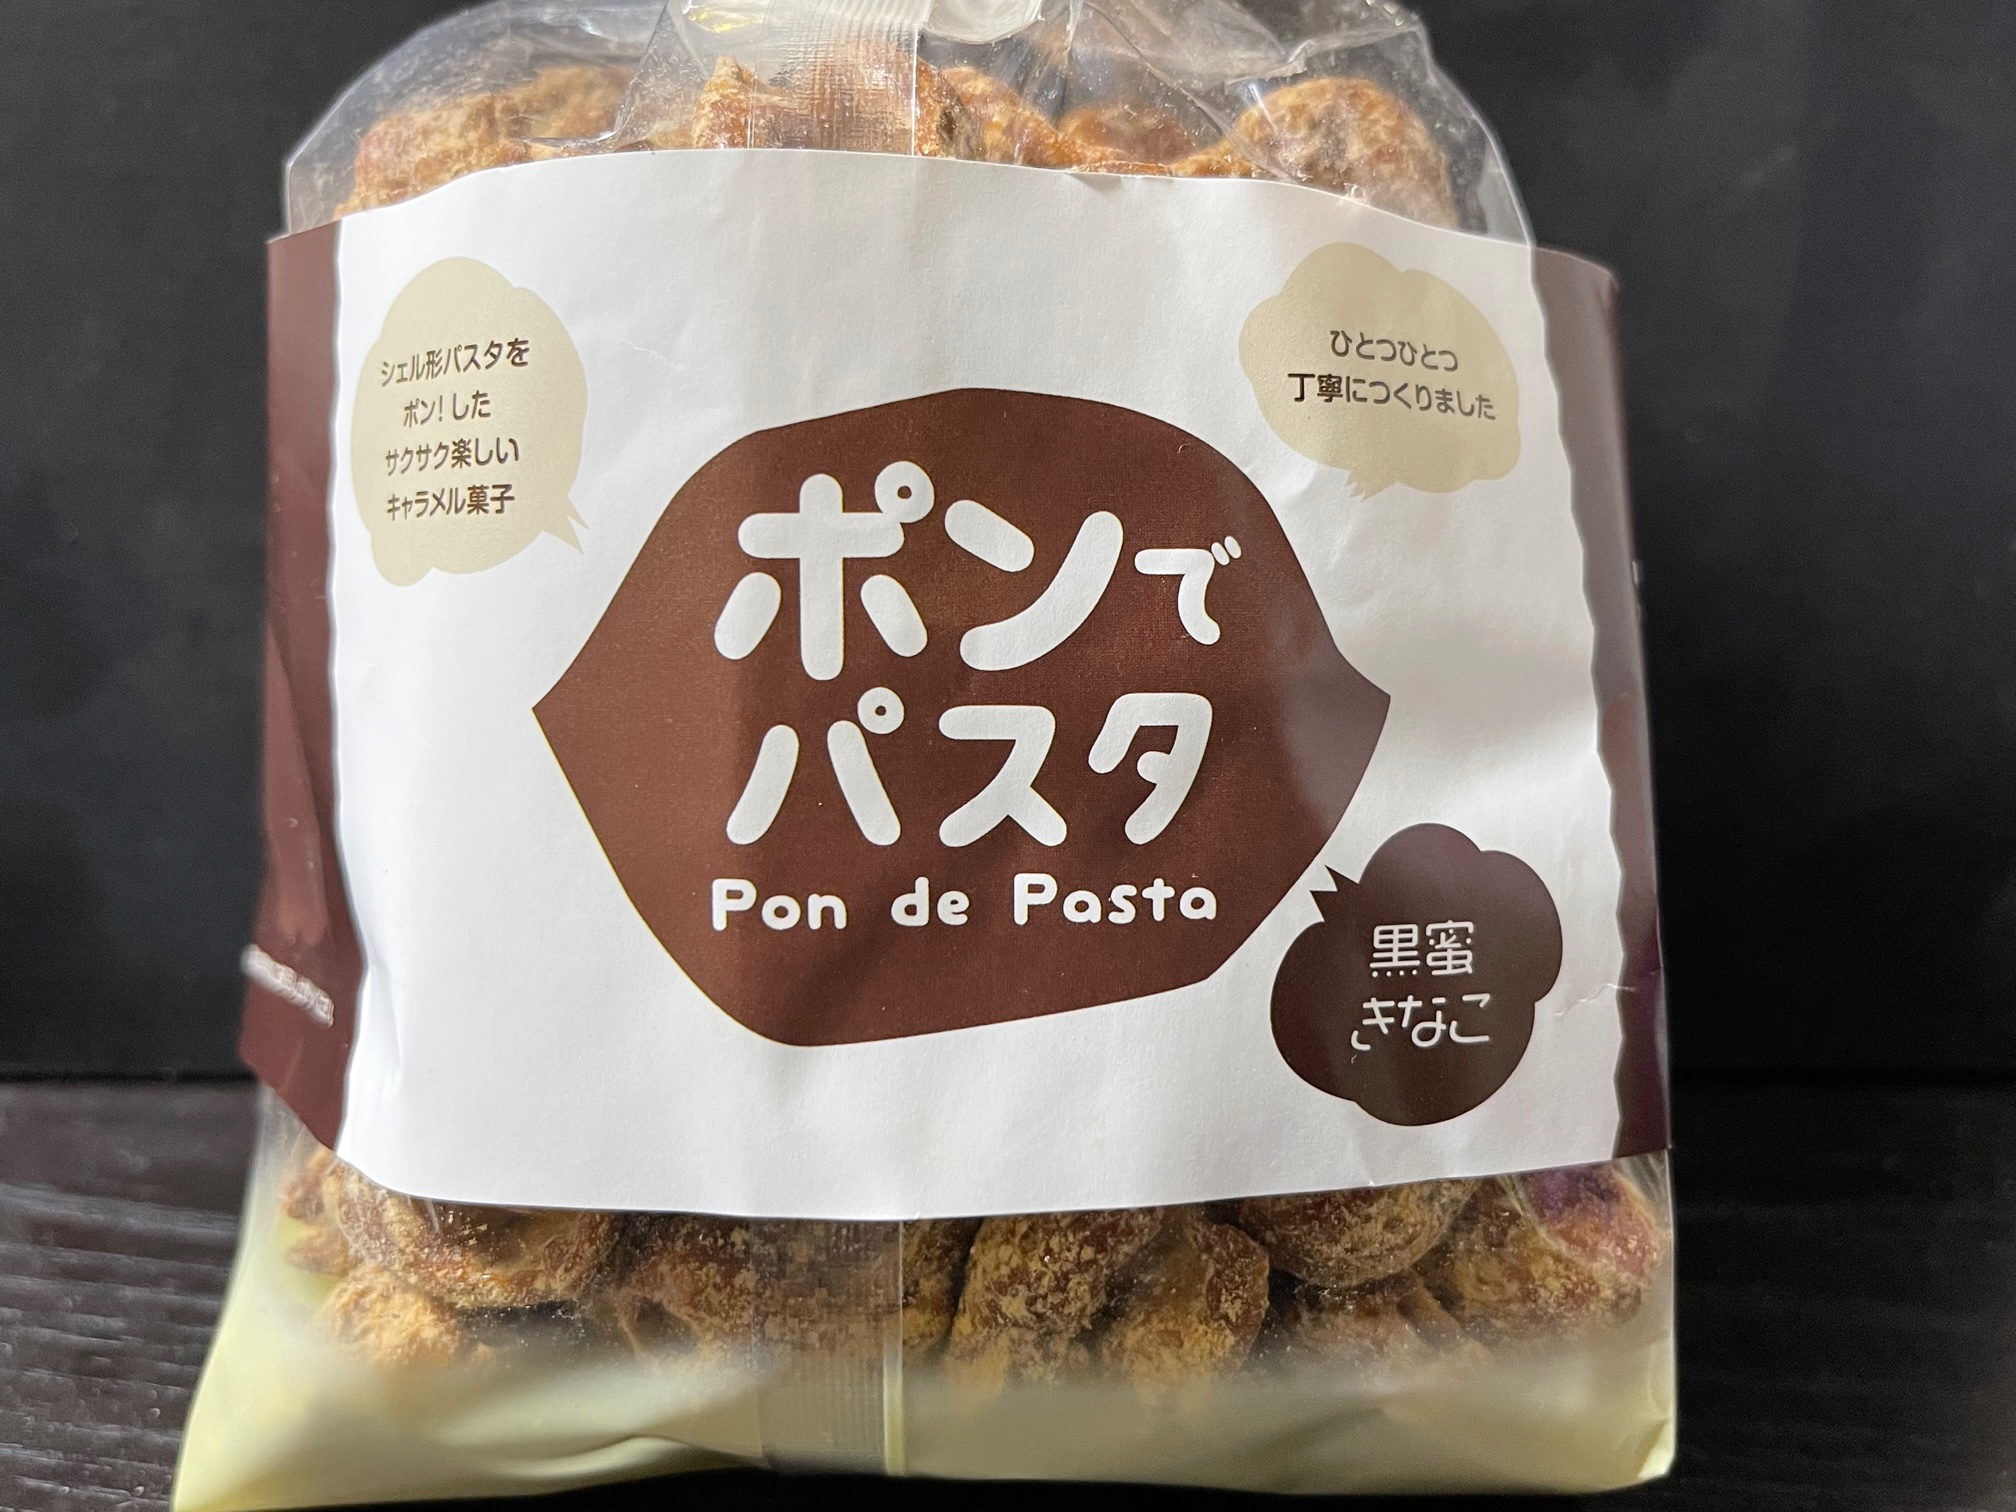 シェル形パスタを
ポン!した
サクサク楽しい
キャラメル菓子
ひとつひとつ
丁寧につくりました
ポンで
パスタ
Pon de Pasta
黒蜜
きなこ